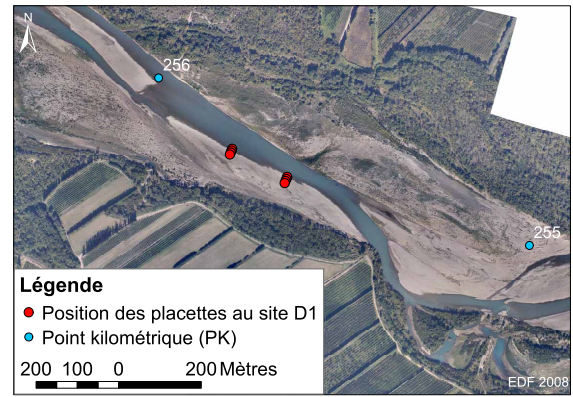 N
256
255
Légende
Position des placettes au site D1
Point kilométrique (PK)
200 100 0 200 Mètres
EDF 2008